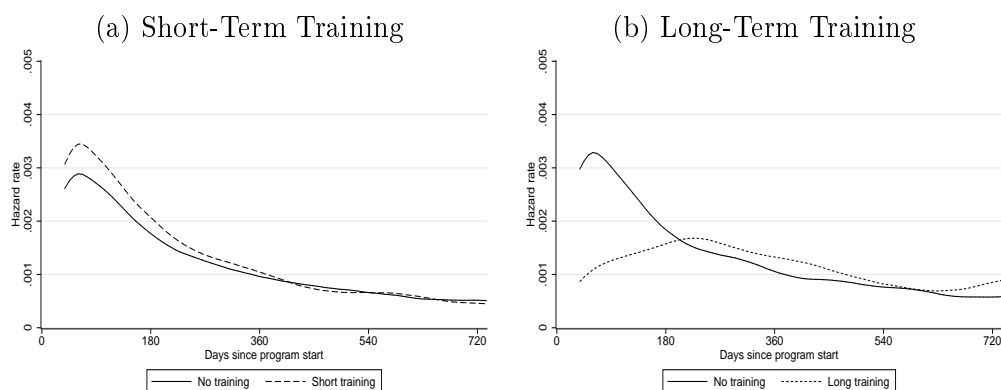 (a) Short-Term Training
Hazard rate
.005
.004
.003
.002
.001
0
0 180 360 540 720
Days since program start
No training Short training
(b) Long-Term Training
Hazard rate
.005
.004
.003
.002
.001
0
0 180 360 540 720
Days since program start
No training Long training